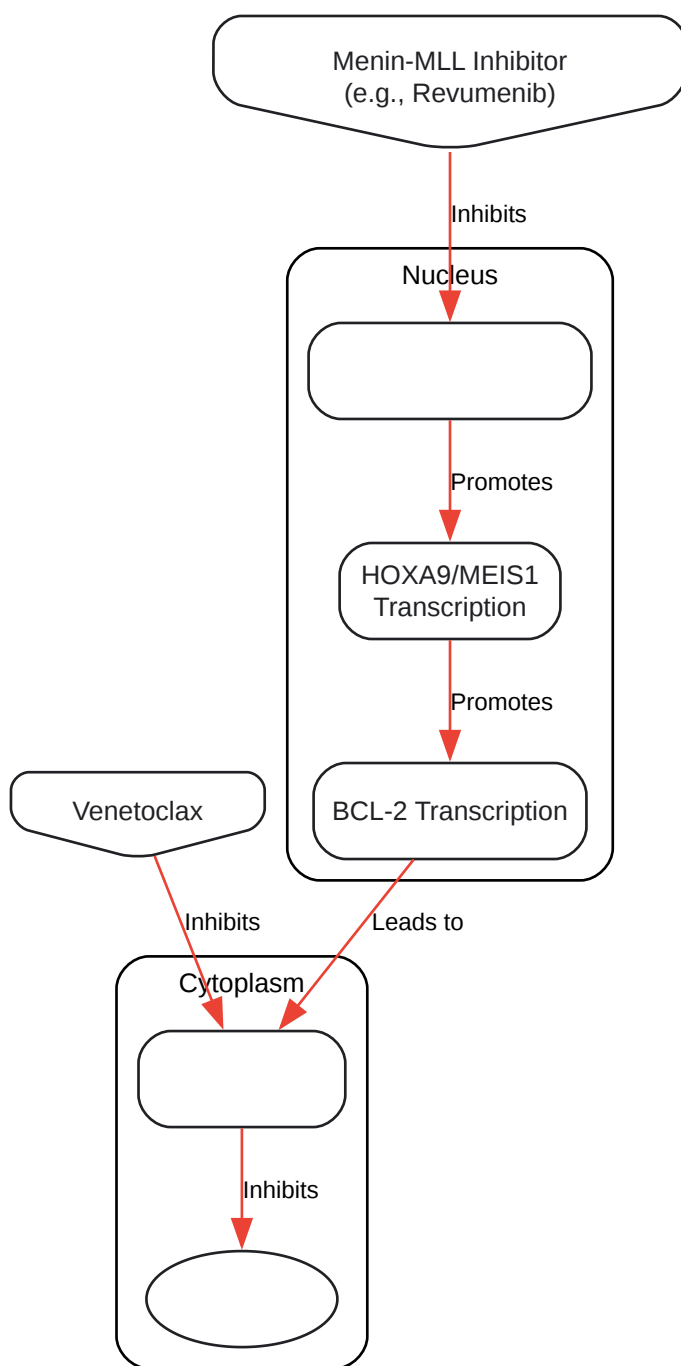 Menin-MLL Inhibitor
(e.g., Revumenib)
Inhibits
Nucleus
Promotes
HOXA9/MEIS1
Transcription
Promotes
Venetoclax
BCL-2 Transcription
Inhibits
Leads to
Cytoplasm
Inhibits